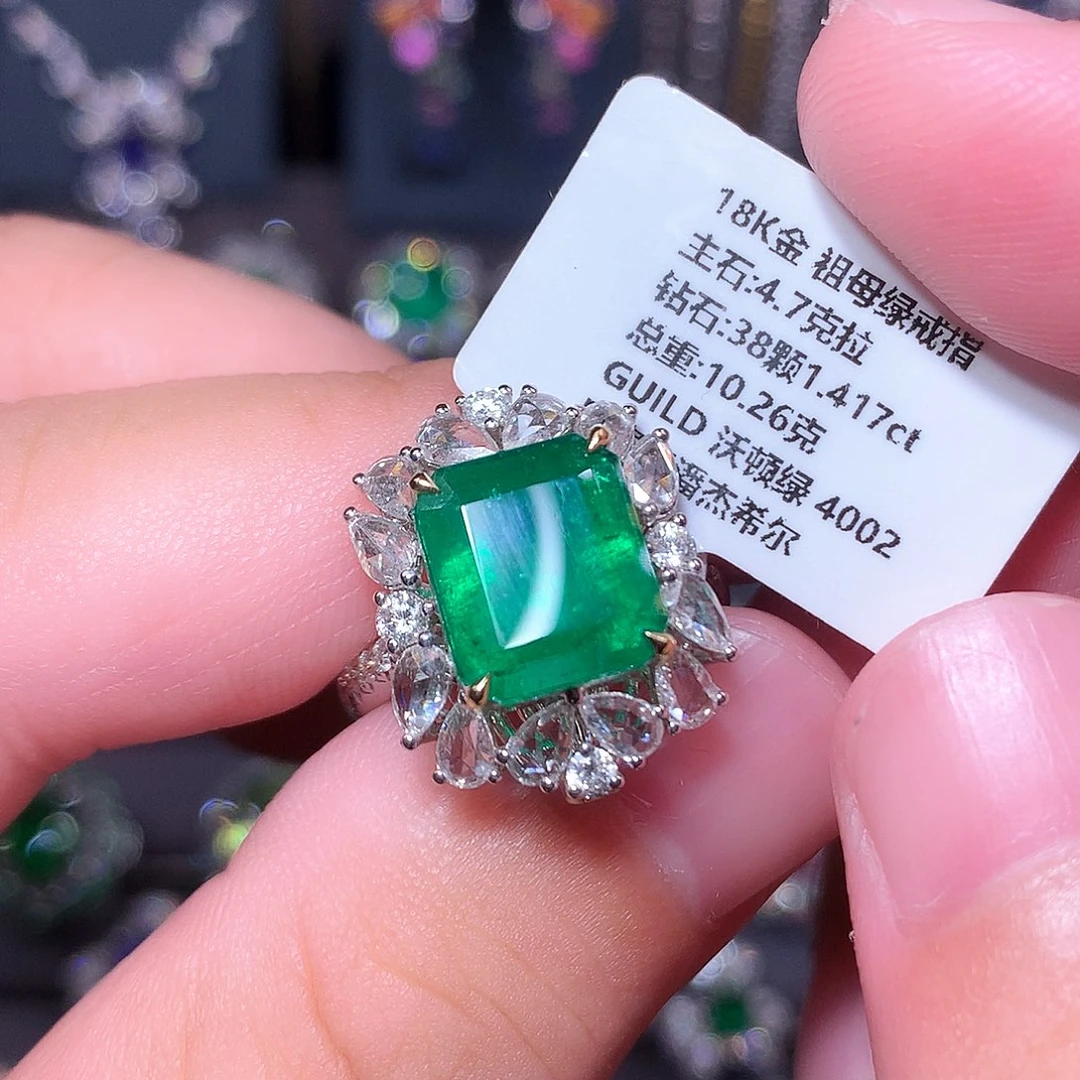 18K金 祖母绿戒指
主石:4.7克拉
钻石:38颗1.417ct
总重:10.26克
GUILD 沃顿绿 4002
潘杰希尔